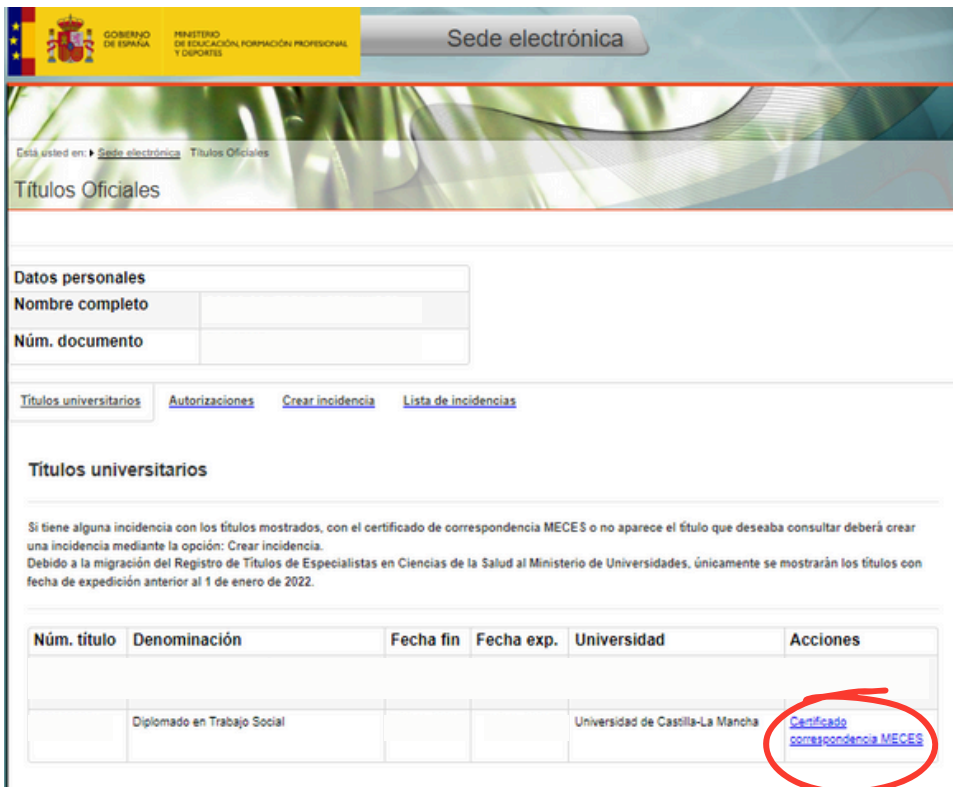 GOBIERNO
DE ESPAÑA
MINISTERIO
DE EDUCACIÓN, FORMACIÓN PROFESIONAL
Y DEPORTES
Sede electrónica
Está usted en: Sede electrónica Títulos Oficiales
Títulos Oficiales
Datos personales
Nombre completo
Núm. documento
Títulos universitarios Autorizaciones Crear incidencia Lista de incidencias
Títulos universitarios
Si tiene alguna incidencia con los títulos mostrados, con el certificado de correspondencia MECES o no aparece el título que deseaba consultar deberá crear
una incidencia mediante la opción: Crear incidencia.
Debido a la migración del Registro de Títulos de Especialistas en Ciencias de la Salud al Ministerio de Universidades, únicamente se mostrarán los títulos con
fecha de expedición anterior al 1 de enero de 2022.
Núm. título Denominación Fecha fin Fecha exp. Universidad Acciones
Diplomado en Trabajo Social Universidad de Castilla-La Mancha Certificado
correspondencia MECES